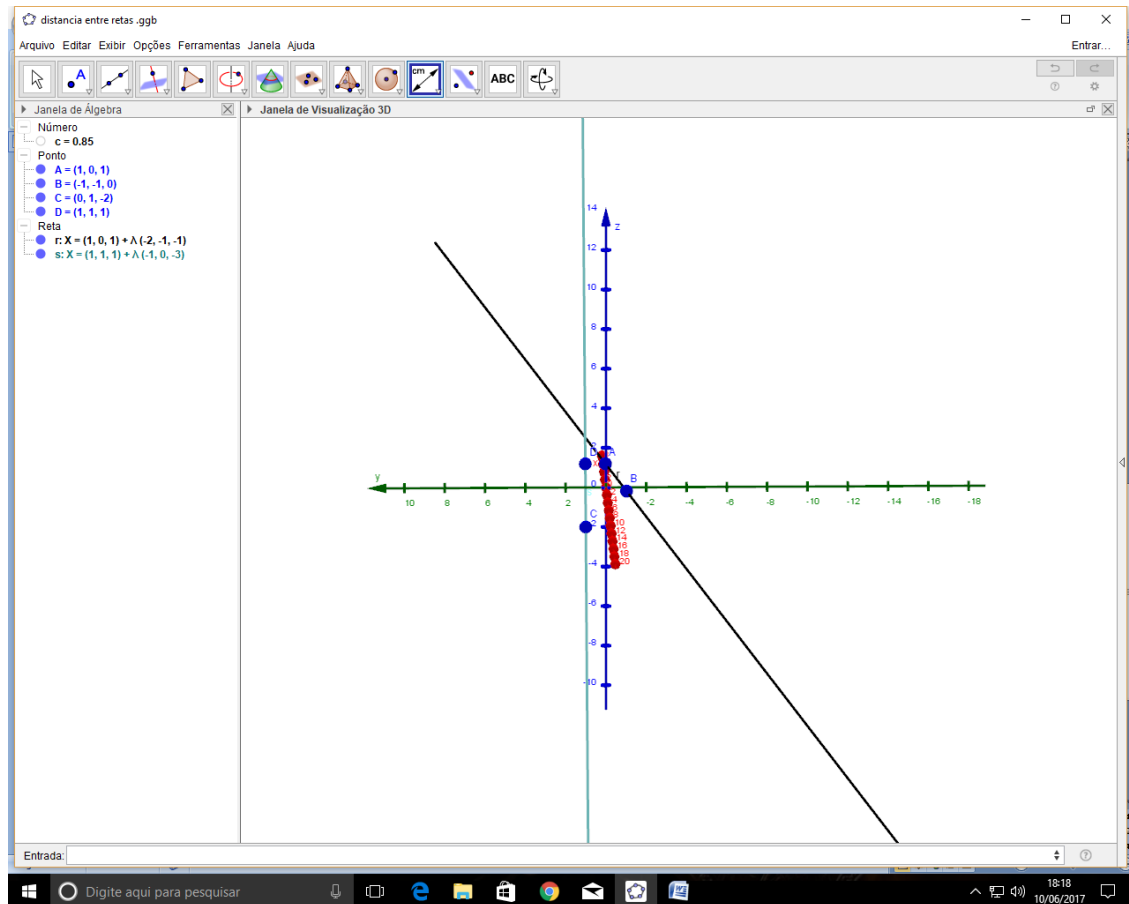 distancia entre retas .ggb
Arquivo Editar Exibir Opções Ferramentas Janela Ajuda
Entrar...
A
cm
ABC
Janela de Álgebra
Janela de Visualização 3D
Número
c = 0.85
Ponto
A = (1, 0, 1)
B = (-1, -1, 0)
C = (0, 1, -2)
D = (1, 1, 1)
Reta
r: X = (1, 0, 1) + λ (-2, -1, -1)
s: X = (1, 1, 1) + λ (-1, 0, -3)
14
z
12
10
8
6
4
D A
y
0
r
B
10 8 6 4 2 -2 -4 -6 -8 -10 -12 -14 -16 -18
C
10
12
14
16
18
-4
20
-6
-8
-10
Entrada:
Digite aqui para pesquisar
18:18
10/06/2017